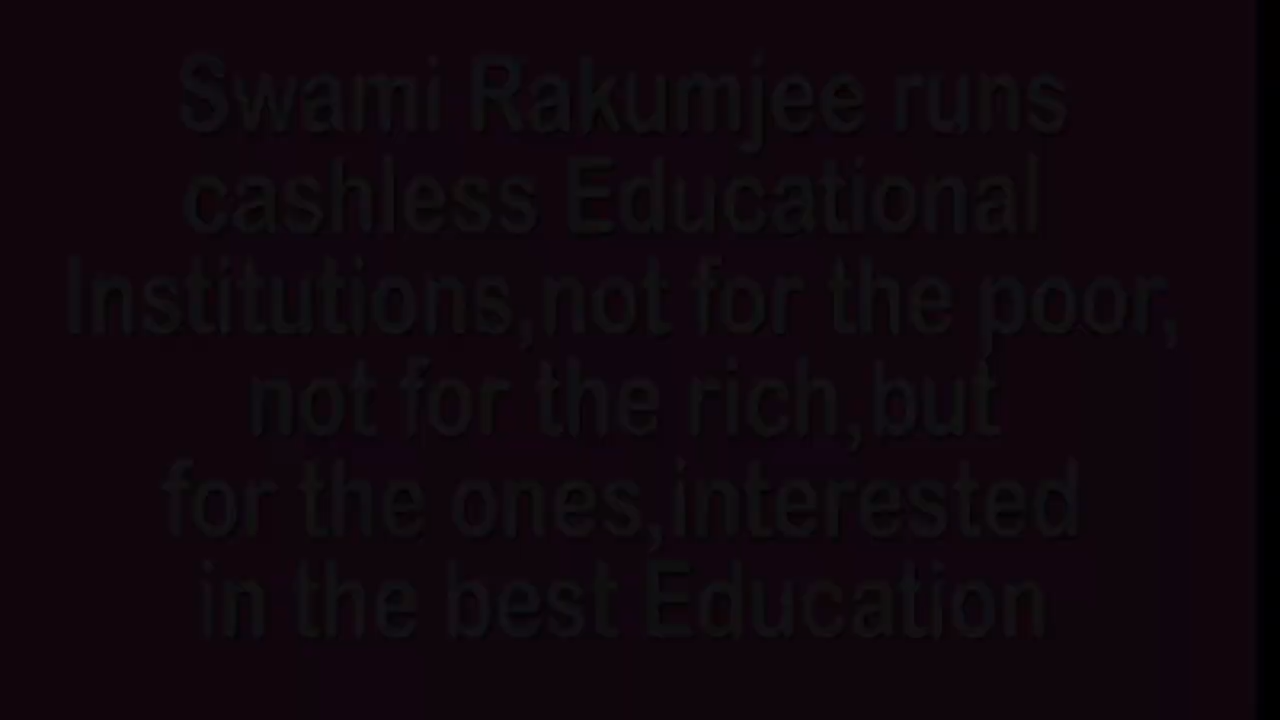 Swami Rakumjee runs
cashless Educational
Institutions,not for the poor,
not for the rich,but
for the ones,interested
in the best Education